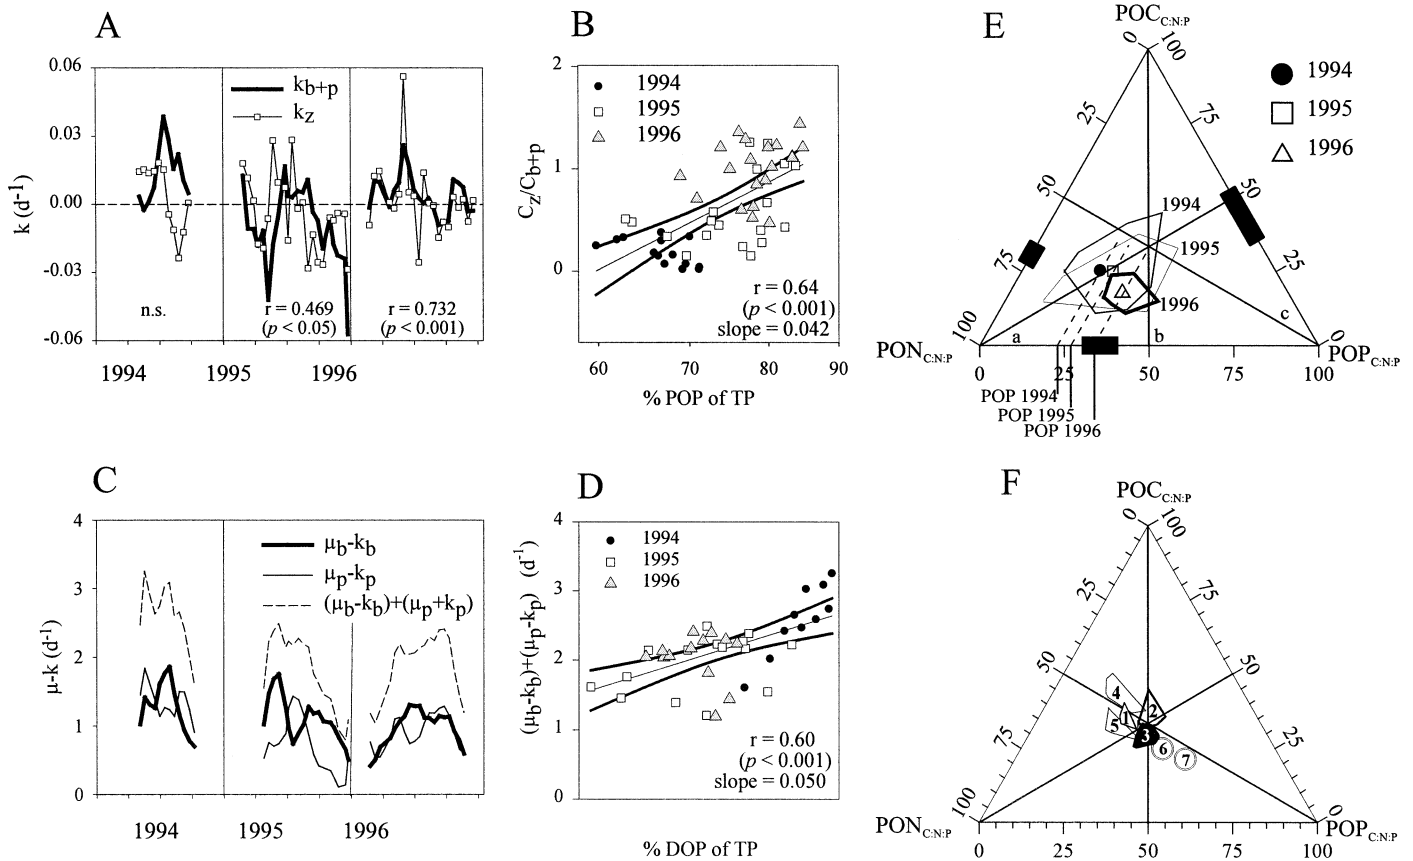 A
0.06
0.03
0.00
-0.03
-0.06
k (d-1)
kb+p
kz
n.s.
r = 0.469
(p < 0.05)
r = 0.732
(p < 0.001)
1994
1995
1996
B
2
1
0
Cz/Cb+p
1994
1995
1996
r = 0.64
(p < 0.001)
slope = 0.042
60
70
80
90
% POP of TP
E
POCC:N:P
0
100
1994
1995
1996
25
75
50
50
75
25
100
0
1994
1995
1996
a
b
c
PONC:N:P
POPC:N:P
0
25
50
75
100
POP 1994
POP 1995
POP 1996
C
4
3
2
1
0
μ-k (d-1)
μb-kb
μp-kp
(μb-kb)+(μp+kp)
1994
1995
1996
D
4
3
2
1
0
(μb-kb)+(μp-kp) (d-1)
1994
1995
1996
r = 0.60
(p < 0.001)
slope = 0.050
% DOP of TP
F
POCC:N:P
0
100
25
75
50
50
4
1
2
5
3
6
7
75
25
100
0
PONC:N:P
POPC:N:P
0
25
50
75
100